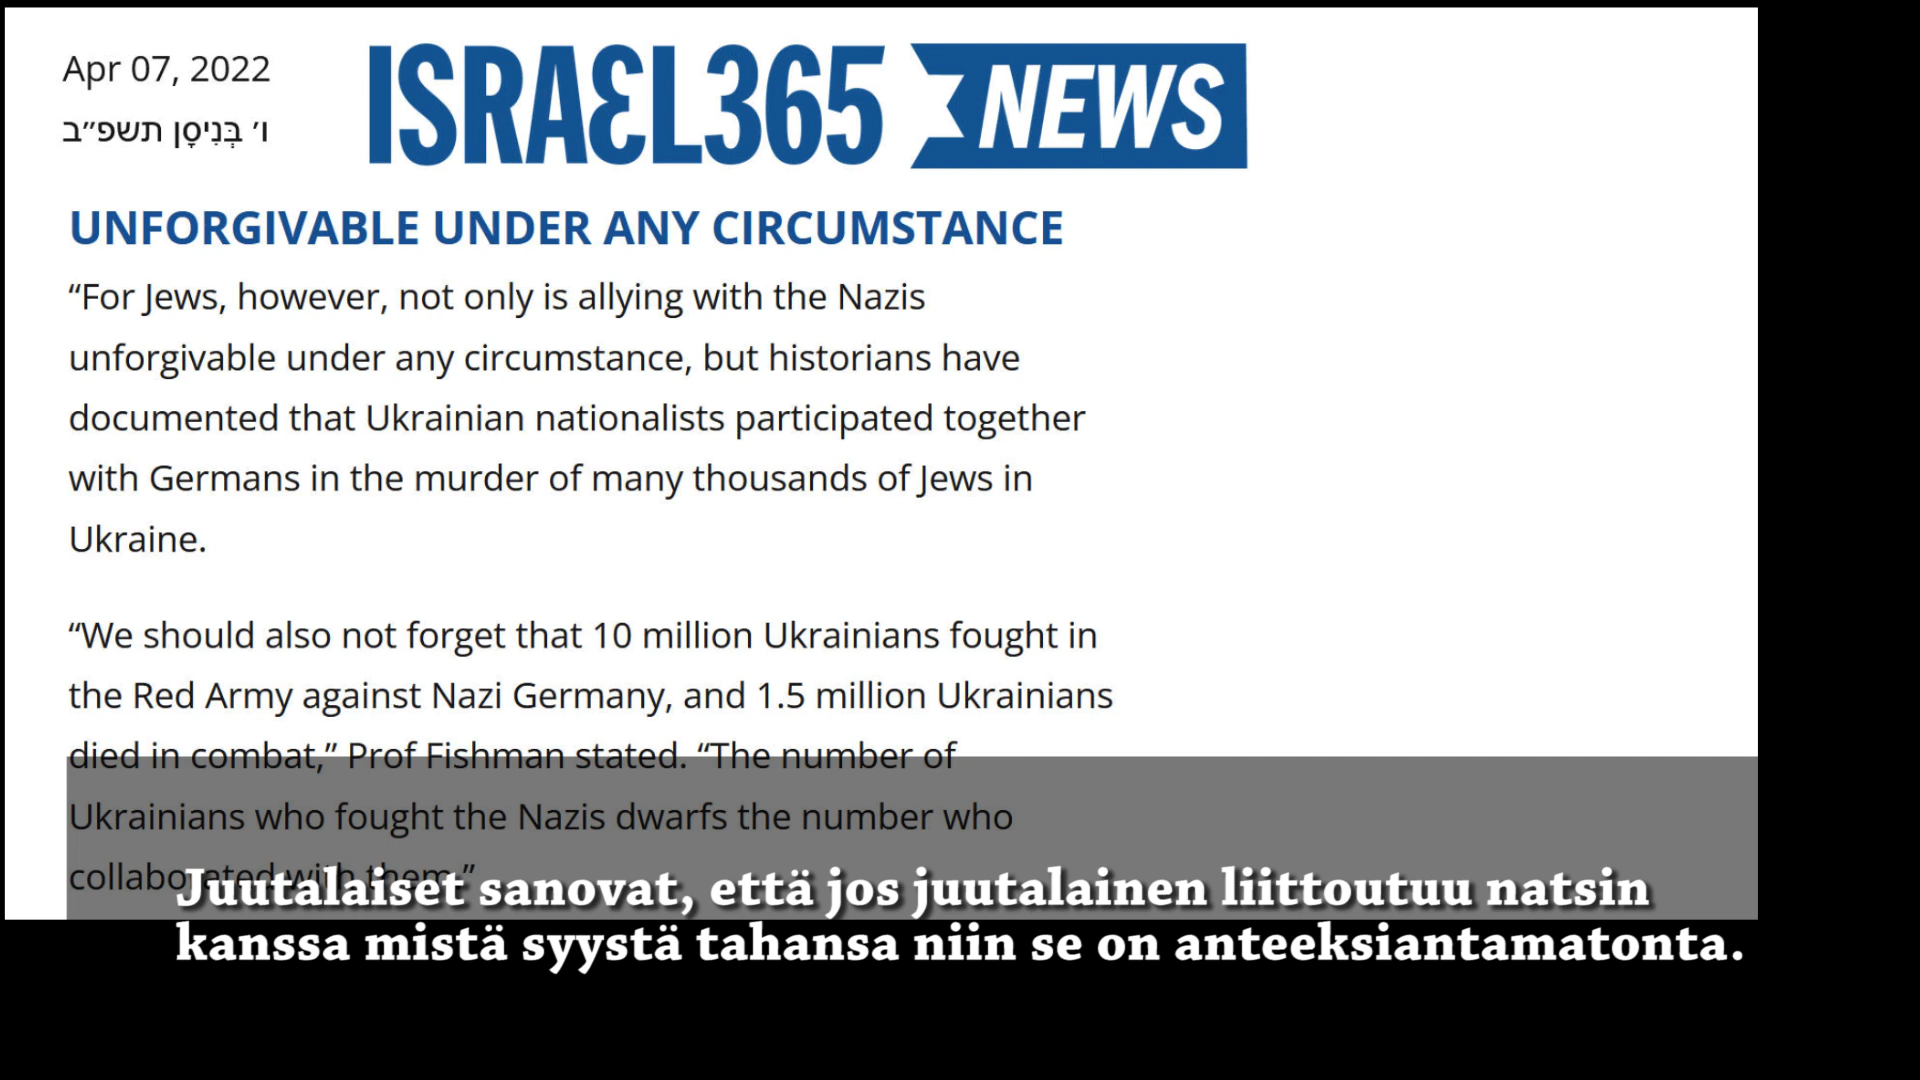 Apr 07, 2022
ו׳ בְּנִיסָן תשפ״ב
ISRAEL365 NEWS
UNFORGIVABLE UNDER ANY CIRCUMSTANCE
“For Jews, however, not only is allying with the Nazis
unforgivable under any circumstance, but historians have
documented that Ukrainian nationalists participated together
with Germans in the murder of many thousands of Jews in
Ukraine.
“We should also not forget that 10 million Ukrainians fought in
the Red Army against Nazi Germany, and 1.5 million Ukrainians
died in combat,” Prof Fishman stated. “The number of
Ukrainians who fought the Nazis dwarfs the number who
collaborated with them.”
Juutalaiset sanovat, että jos juutalainen liittoutuu natsin
kanssa mistä syystä tahansa niin se on anteeksiantamatonta.